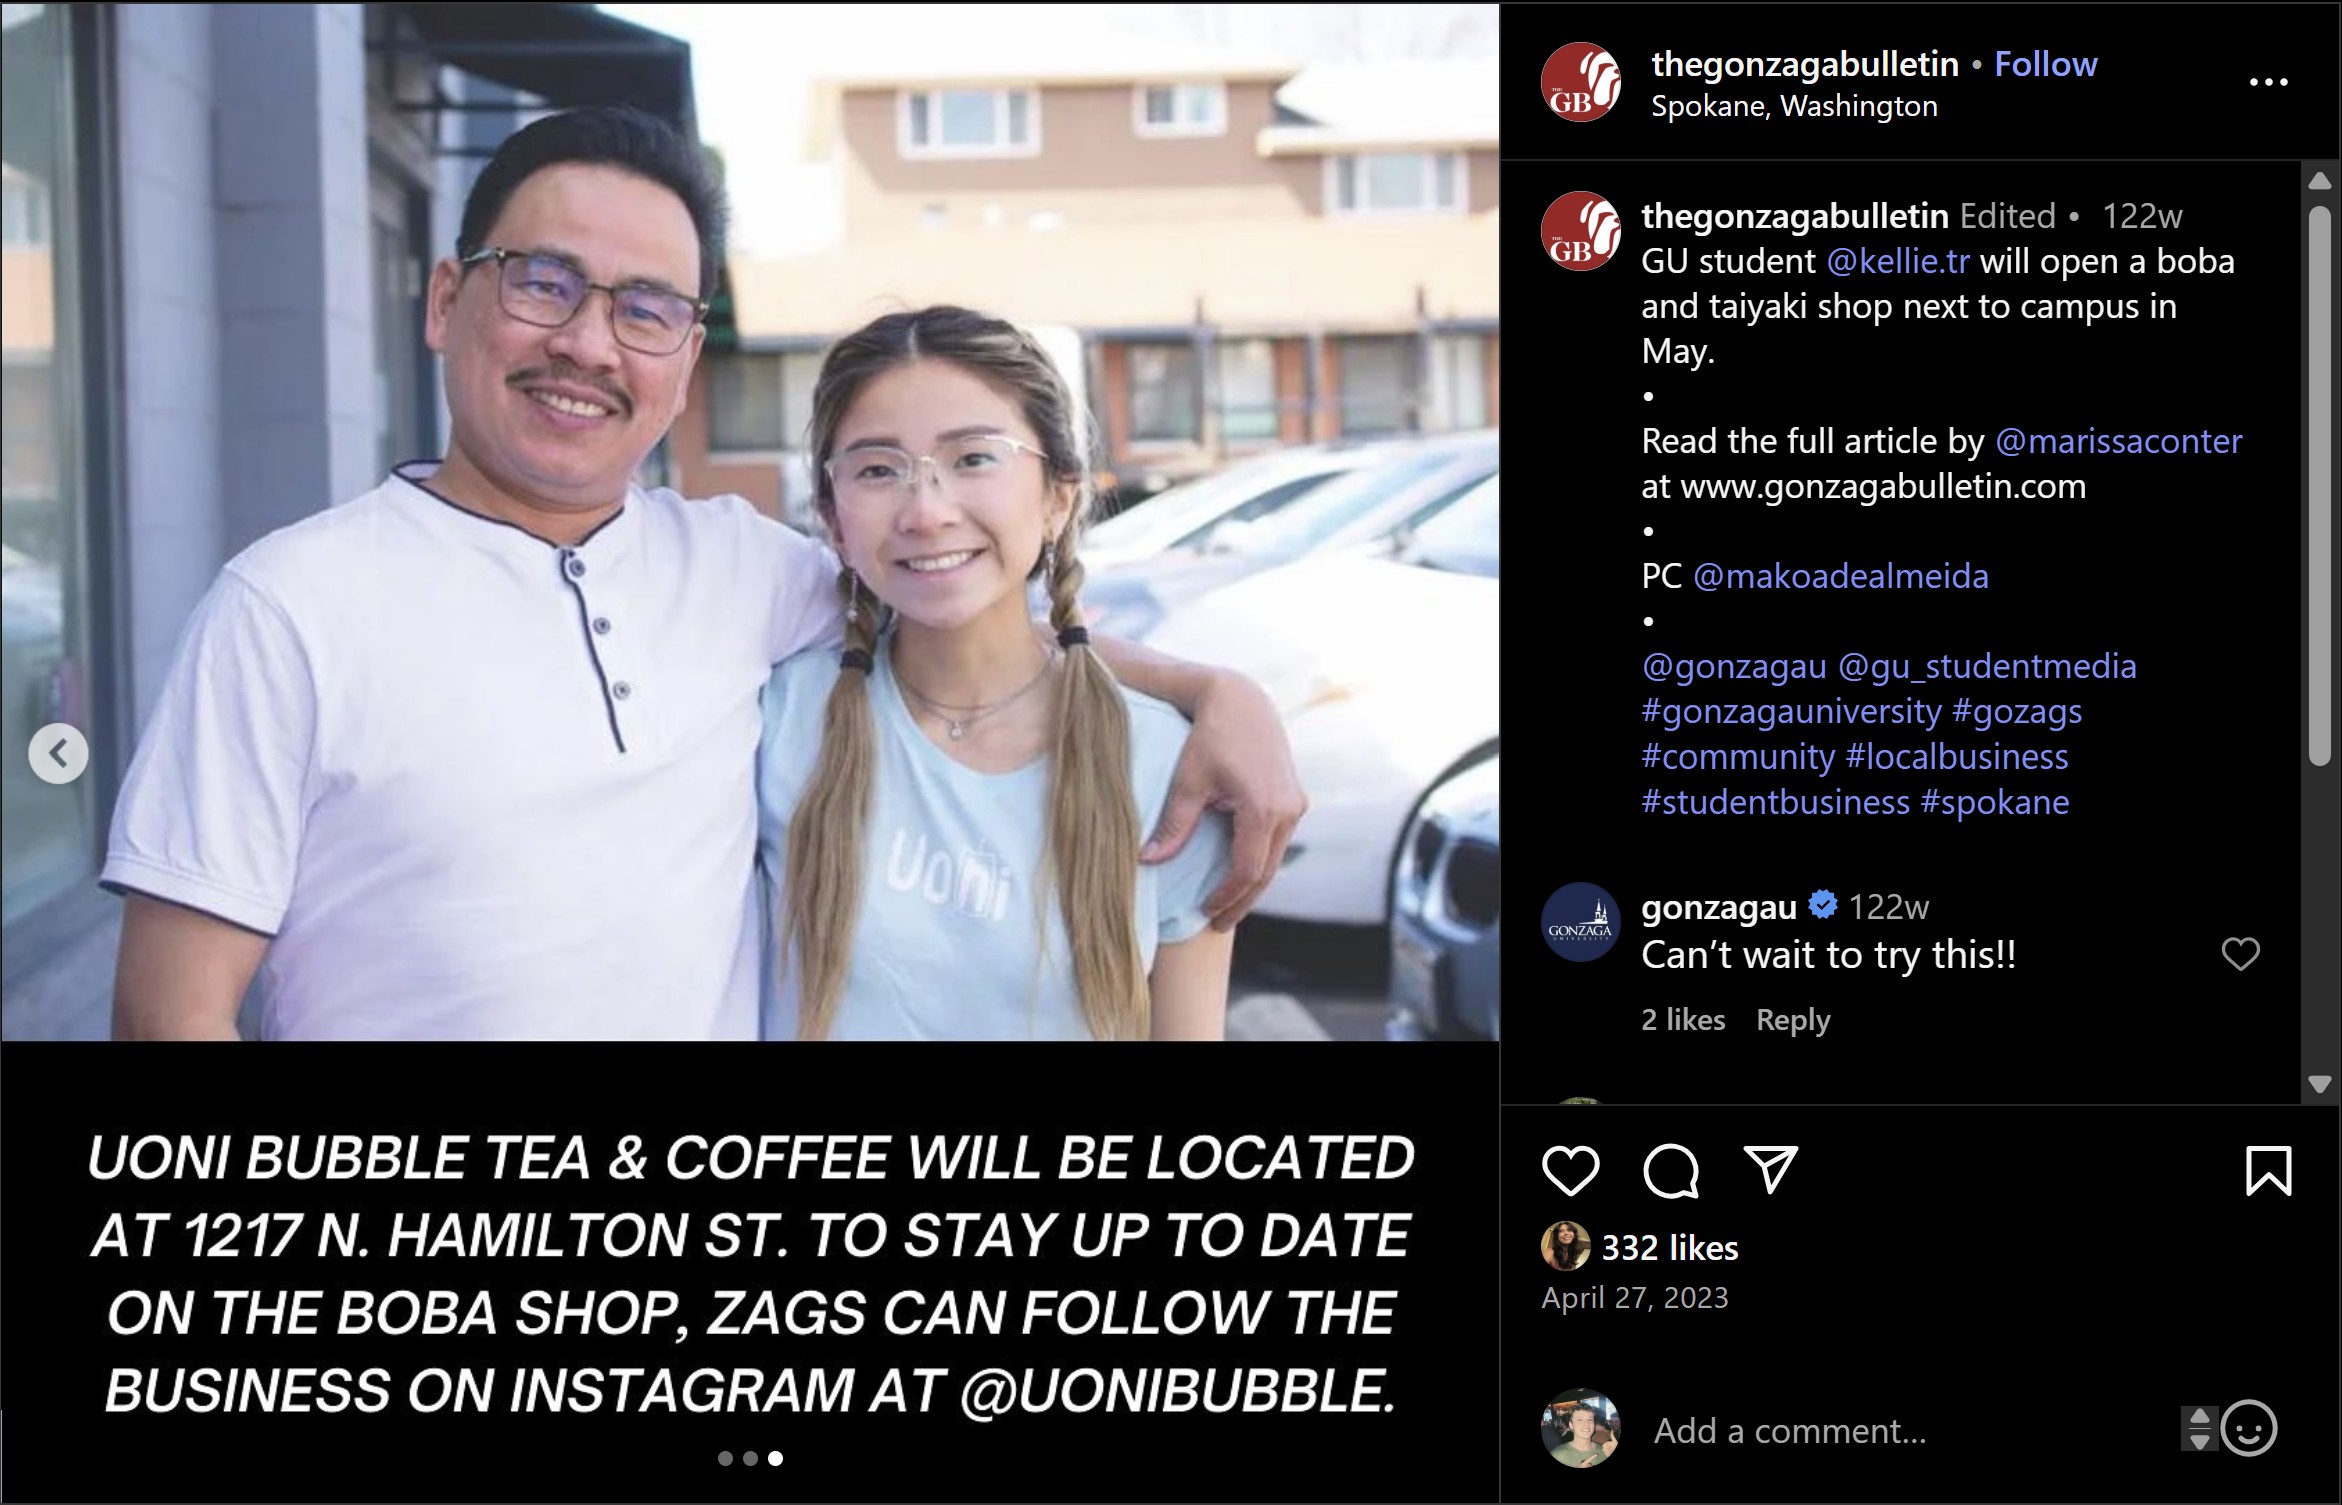 Uoni
UONI BUBBLE TEA & COFFEE WILL BE LOCATED
AT 1217 N. HAMILTON ST. TO STAY UP TO DATE
ON THE BOBA SHOP, ZAGS CAN FOLLOW THE
BUSINESS ON INSTAGRAM AT @UONIBUBBLE.
THE
GB
thegonzagabulletin • Follow
Spokane, Washington
THE
GB
thegonzagabulletin Edited • 122w
GU student @kellie.tr will open a boba
and taiyaki shop next to campus in
May.
•
Read the full article by @marissaconter
at www.gonzagabulletin.com
•
PC @makoadealmeida
•
@gonzagau @gu_studentmedia
#gonzagauniversity #gozags
#community #localbusiness
#studentbusiness #spokane
GONZAGA
UNIVERSITY
gonzagau 122w
Can’t wait to try this!!
2 likes Reply
332 likes
April 27, 2023
Add a comment...